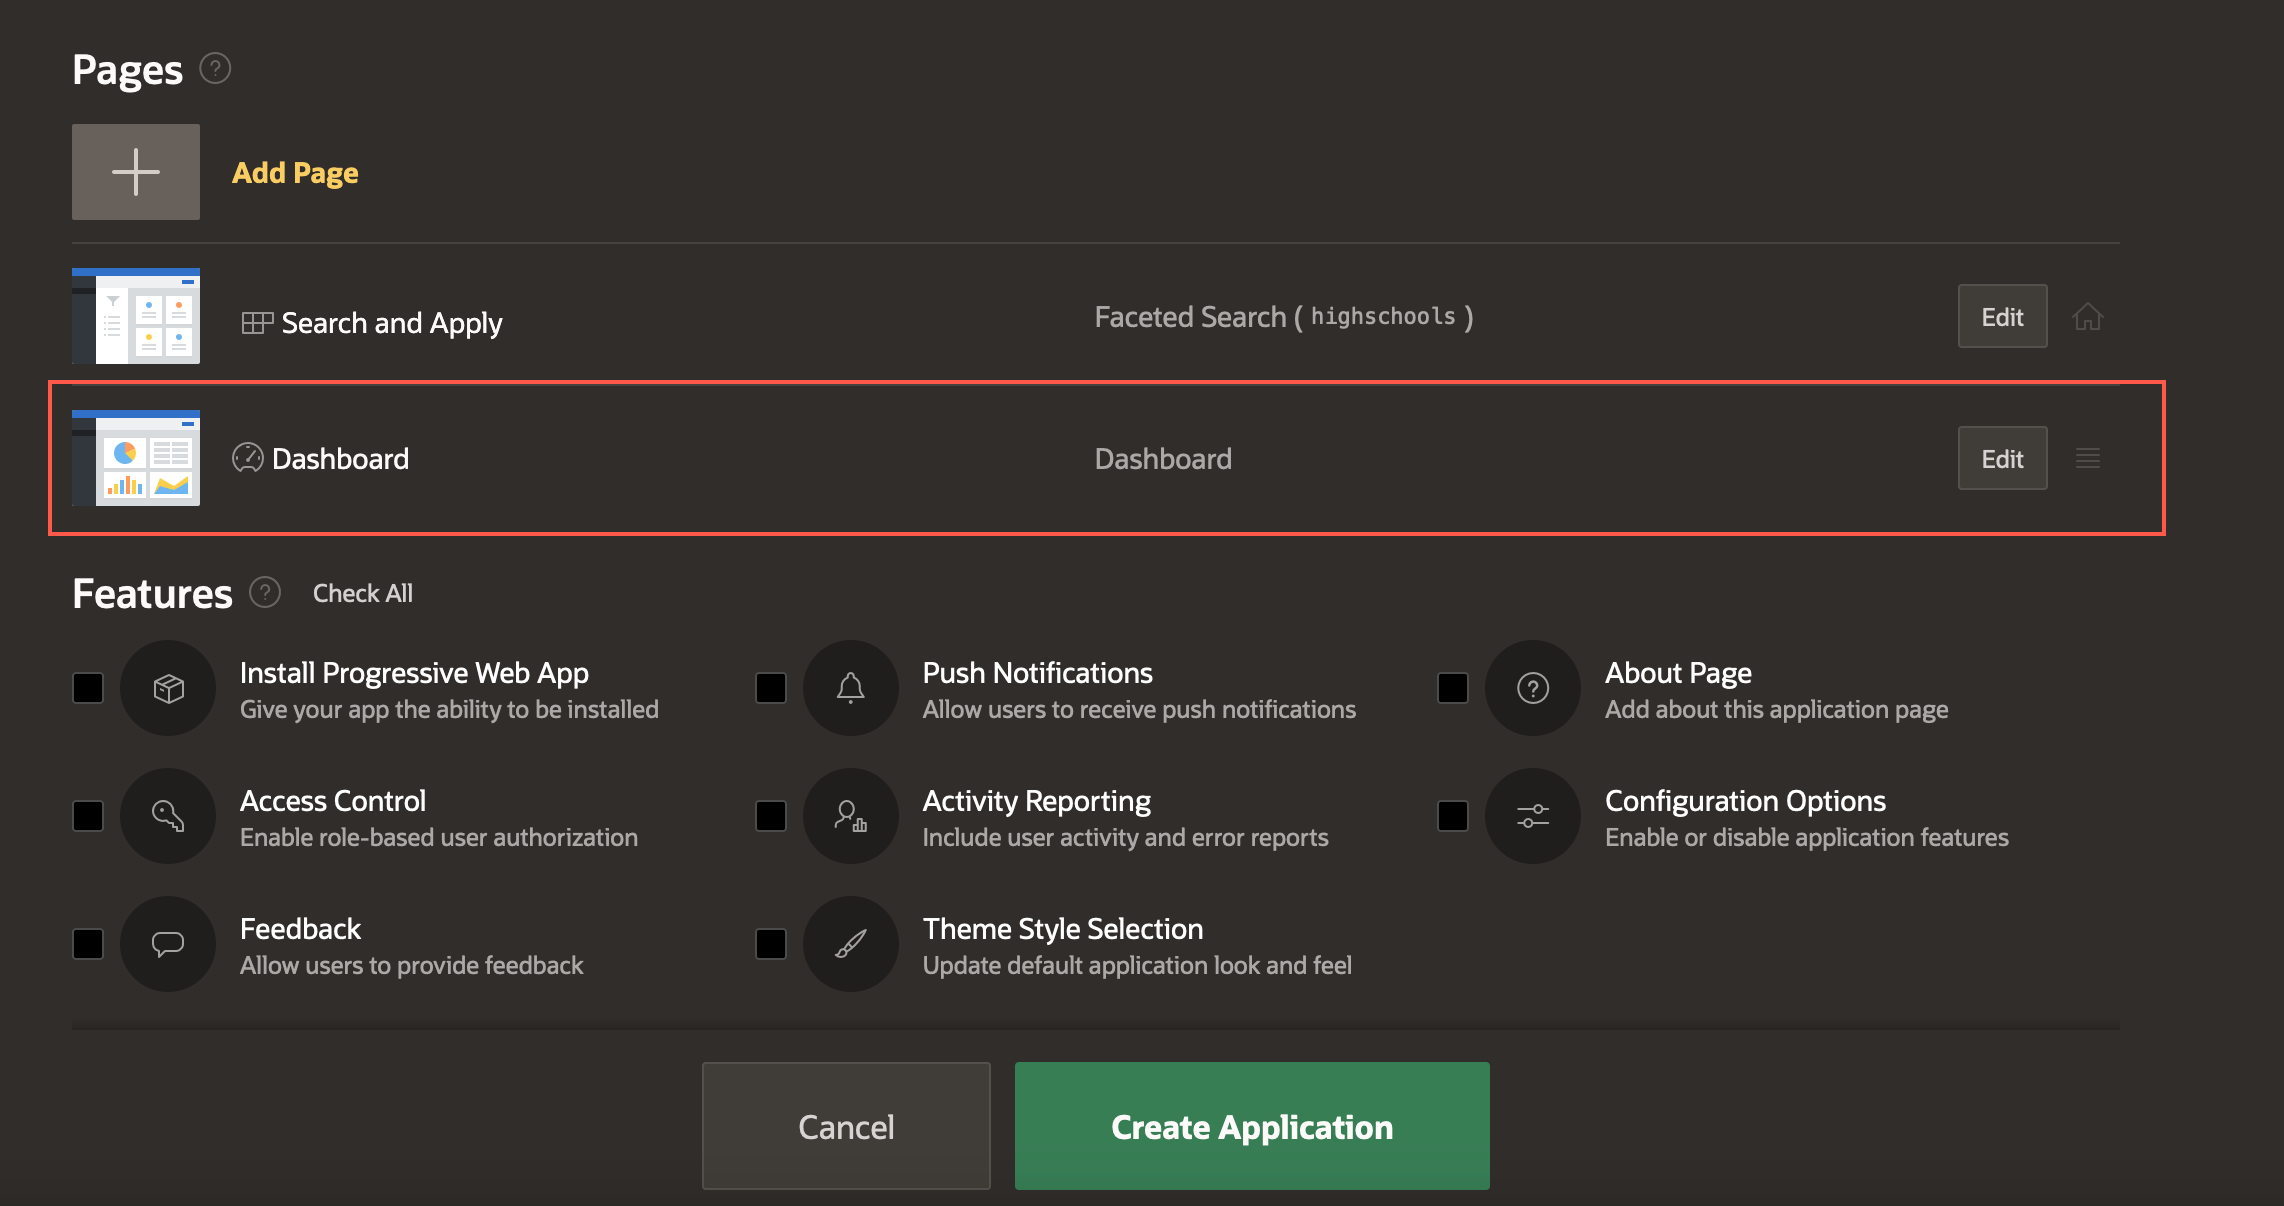 Pages ?
Add Page
Search and Apply Faceted Search ( highschools ) Edit
Dashboard Dashboard Edit
Features ? Check All
Install Progressive Web App
Give your app the ability to be installed
Push Notifications
Allow users to receive push notifications
? About Page
Add about this application page
Access Control
Enable role-based user authorization
Activity Reporting
Include user activity and error reports
Configuration Options
Enable or disable application features
Feedback
Allow users to provide feedback
Theme Style Selection
Update default application look and feel
Cancel Create Application